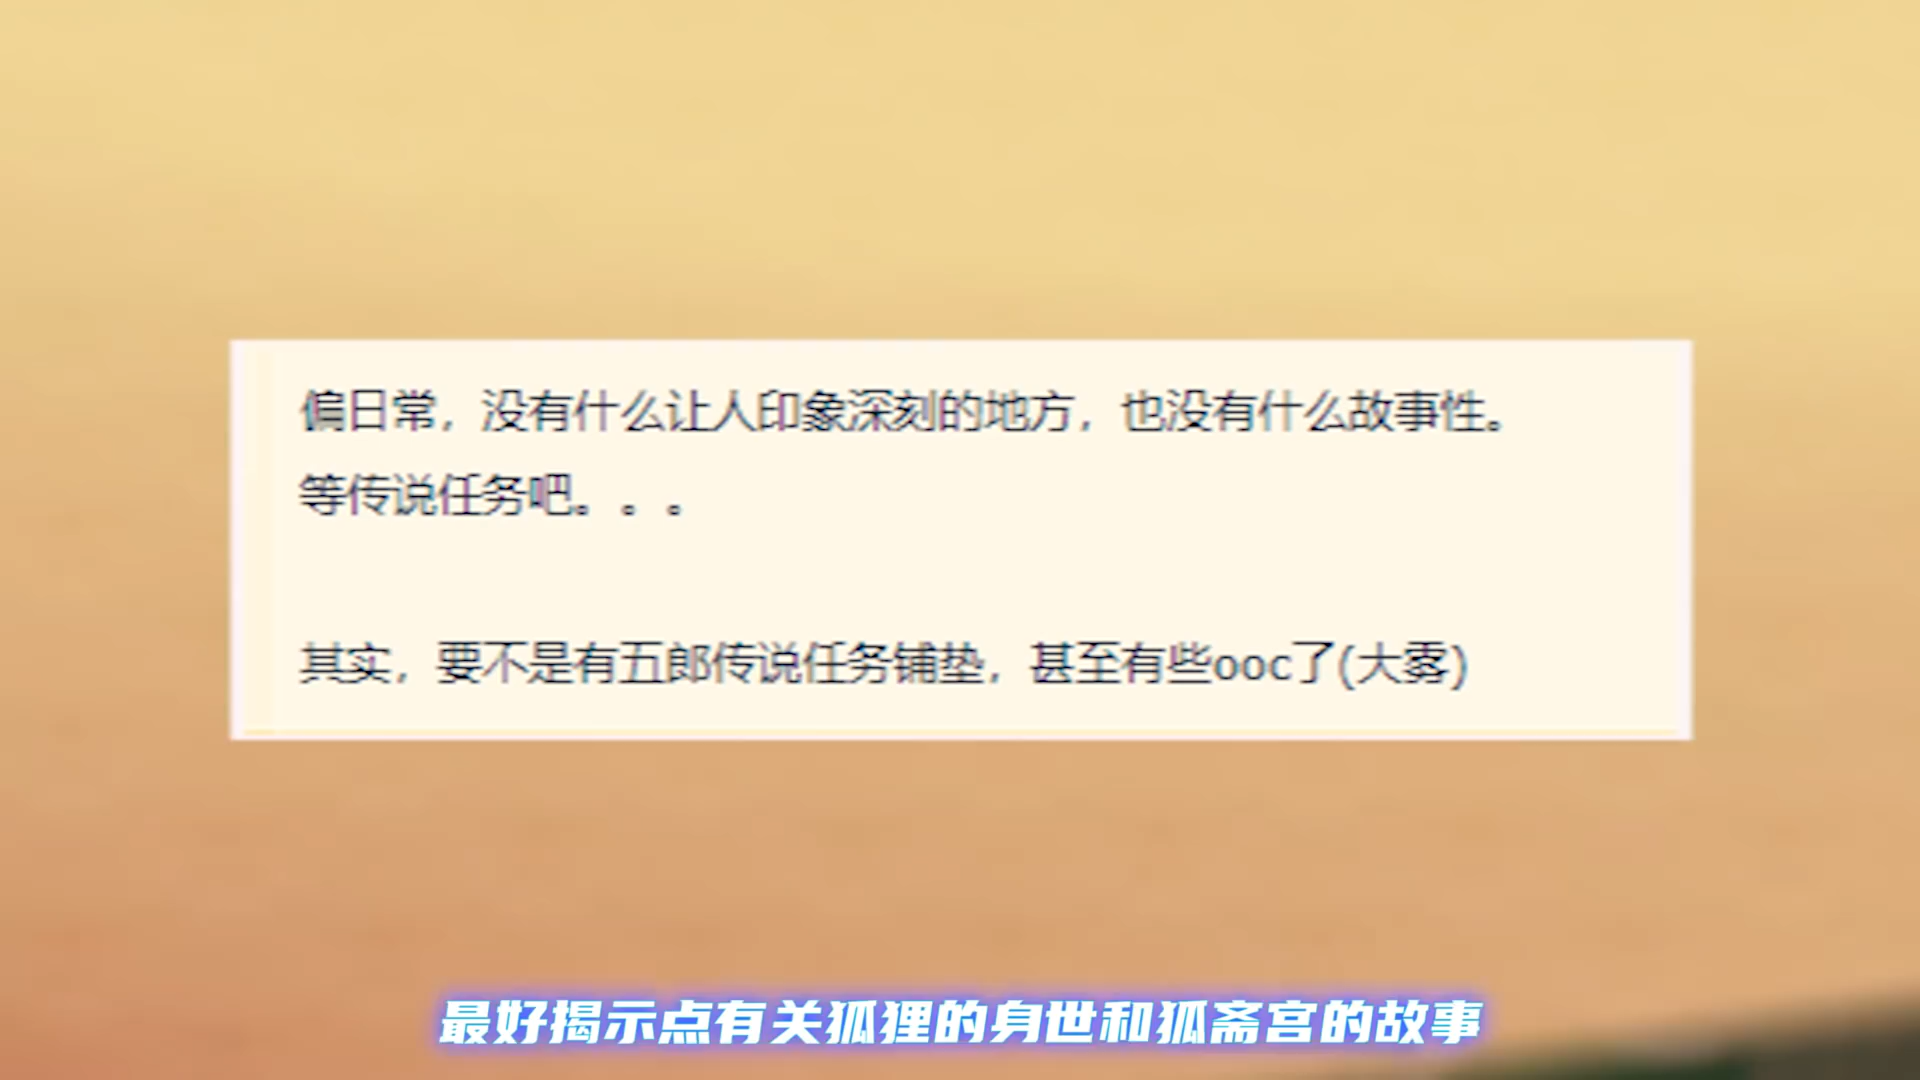 偏日常，没有什么让人印象深刻的地方，也没有什么故事性。
等传说任务吧。。。
其实，要不是有五郎传说任务铺垫，甚至有些ooc了(大雾)
最好揭示点有关狐狸的身世和狐斋宫的故事